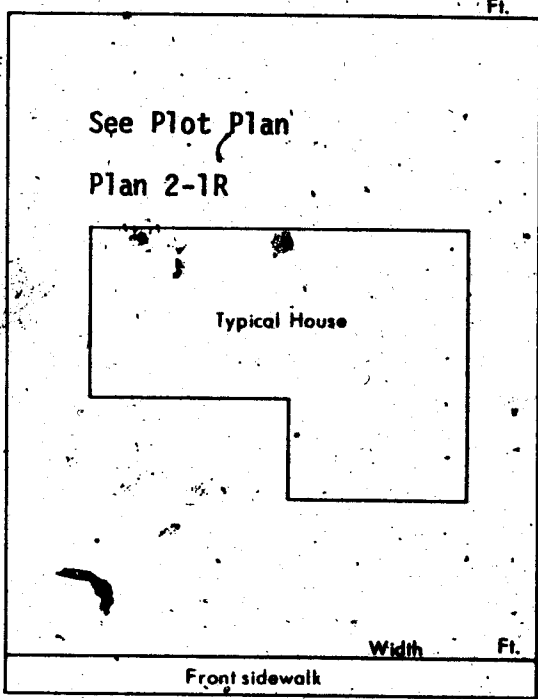 Ft.
See Plot Plan
Plan 2-1R
Typical House
Width Ft.
Front sidewalk